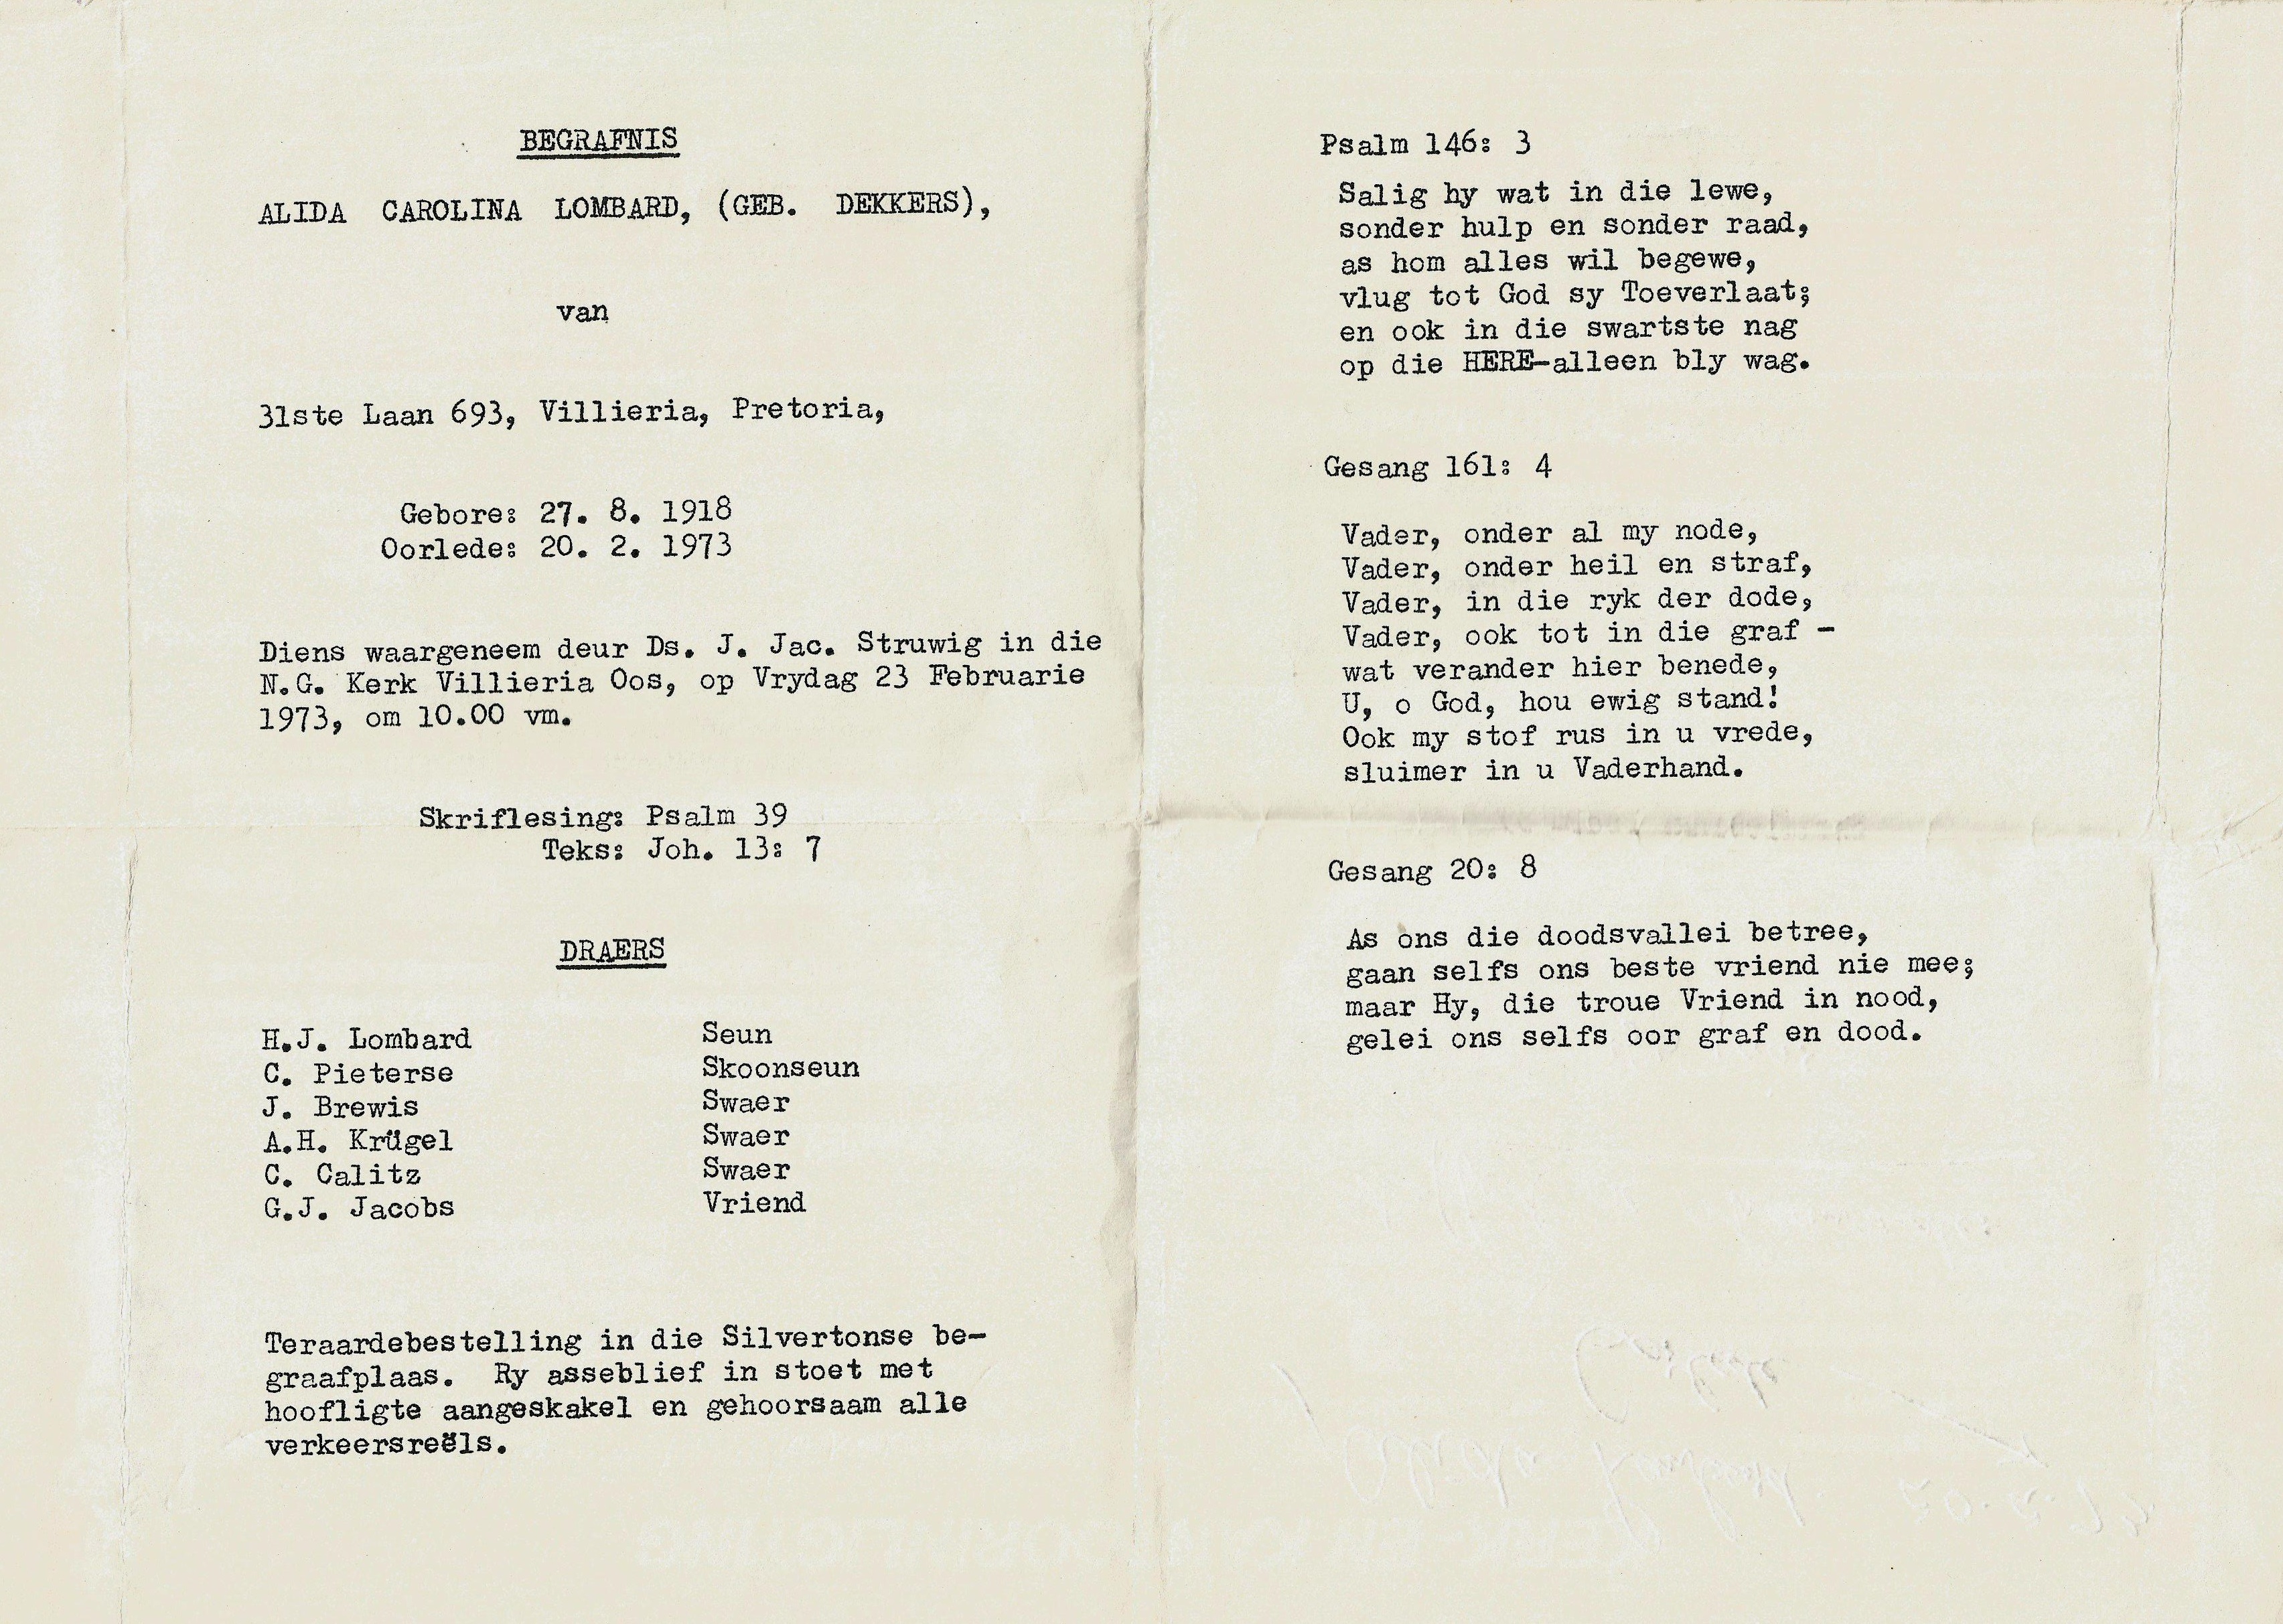 BEGRAFNIS
ALIDA CAROLINA LOMBARD, (GEB. DEKKERS),
van
31ste Laan 693, Villieria, Pretoria,
Gebore: 27. 8. 1918
Oorlede: 20. 2. 1973
Diens waargeneem deur Ds. J. Jac. Struwig in die
N.G. Kerk Villieria Oos, op Vrydag 23 Februarie
1973, om 10.00 vm.
Skriflesing: Psalm 39
Teks: Joh. 13: 7
DRAERS
H.J. Lombard Seun
C. Pieterse Skoonseun
J. Brewis Swaer
A.H. Krügel Swaer
C. Calitz Swaer
G.J. Jacobs Vriend
Teraardebestelling in die Silvertonse be-
graafplaas. Ry asseblief in stoet met
hoofligte aangeskakel en gehoorsaam alle
verkeersreëls.
Psalm 146: 3
Salig hy wat in die lewe,
sonder hulp en sonder raad,
as hom alles wil begewe,
vlug tot God sy Toeverlaat;
en ook in die swartste nag
op die HERE-alleen bly wag.
Gesang 161: 4
Vader, onder al my node,
Vader, onder heil en straf,
Vader, in die ryk der dode,
Vader, ook tot in die graf -
wat verander hier benede,
U, o God, hou ewig stand!
Ook my stof rus in u vrede,
sluimer in u Vaderhand.
Gesang 20: 8
As ons die doodsvallei betree,
gaan selfs ons beste vriend nie mee;
maar Hy, die troue Vriend in nood,
gelei ons selfs oor graf en dood.